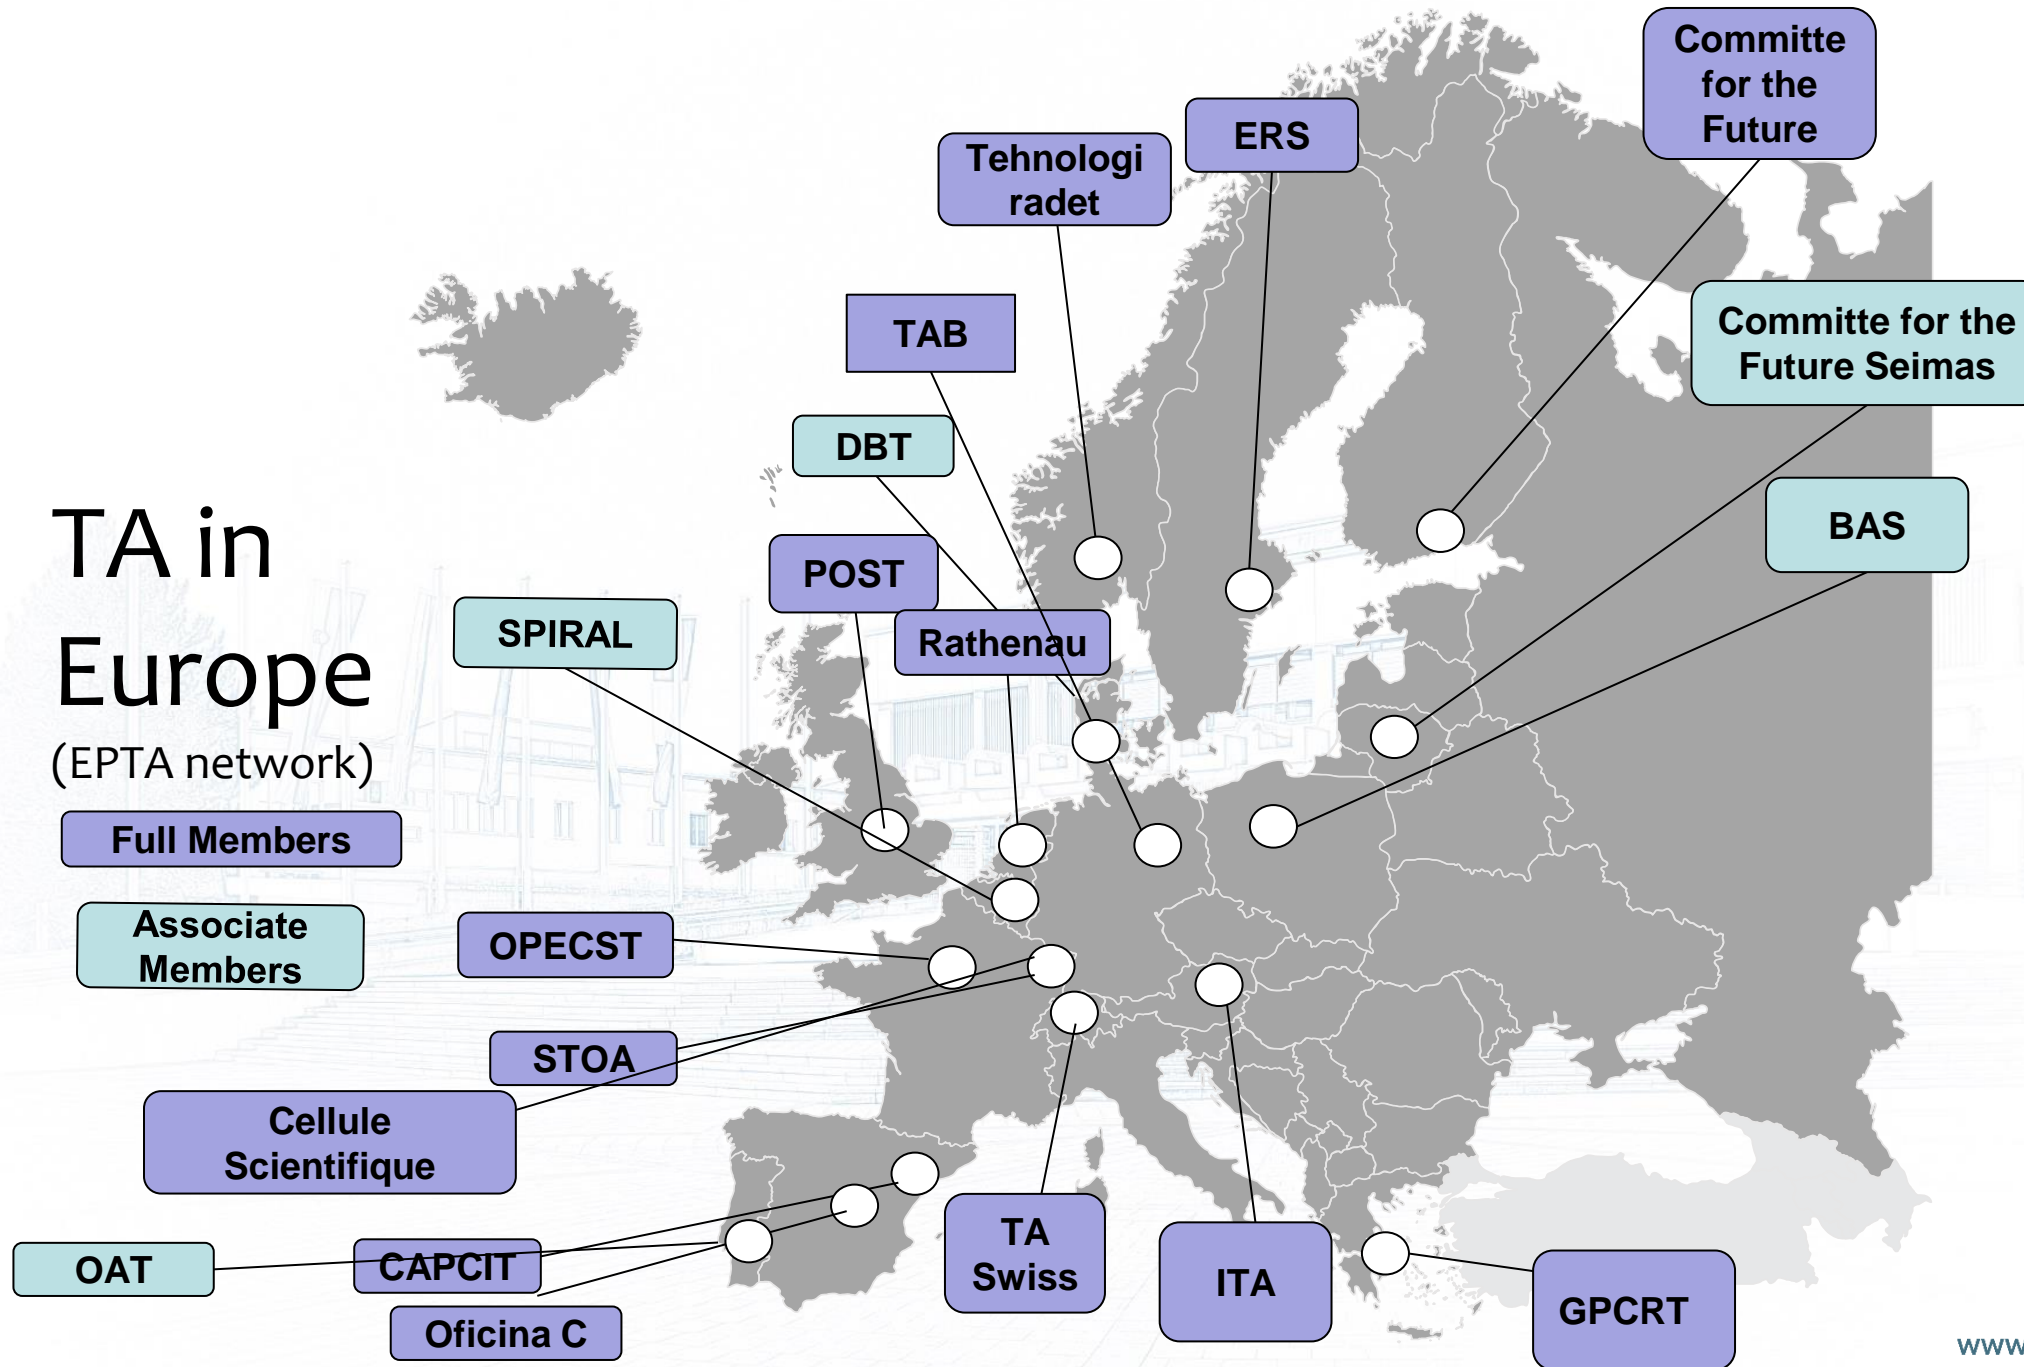 Committe
for the
Future
ERS
Tehnologi
radet
TAB
Committe for the
Future Seimas
DBT
BAS
TA in
Europe
(EPTA network)
POST
SPIRAL
Rathenau
Full Members
Associate
Members
OPECST
STOA
Cellule
Scientifique
OAT
CAPCIT
Oficina C
TA
Swiss
ITA
GPCRT
www